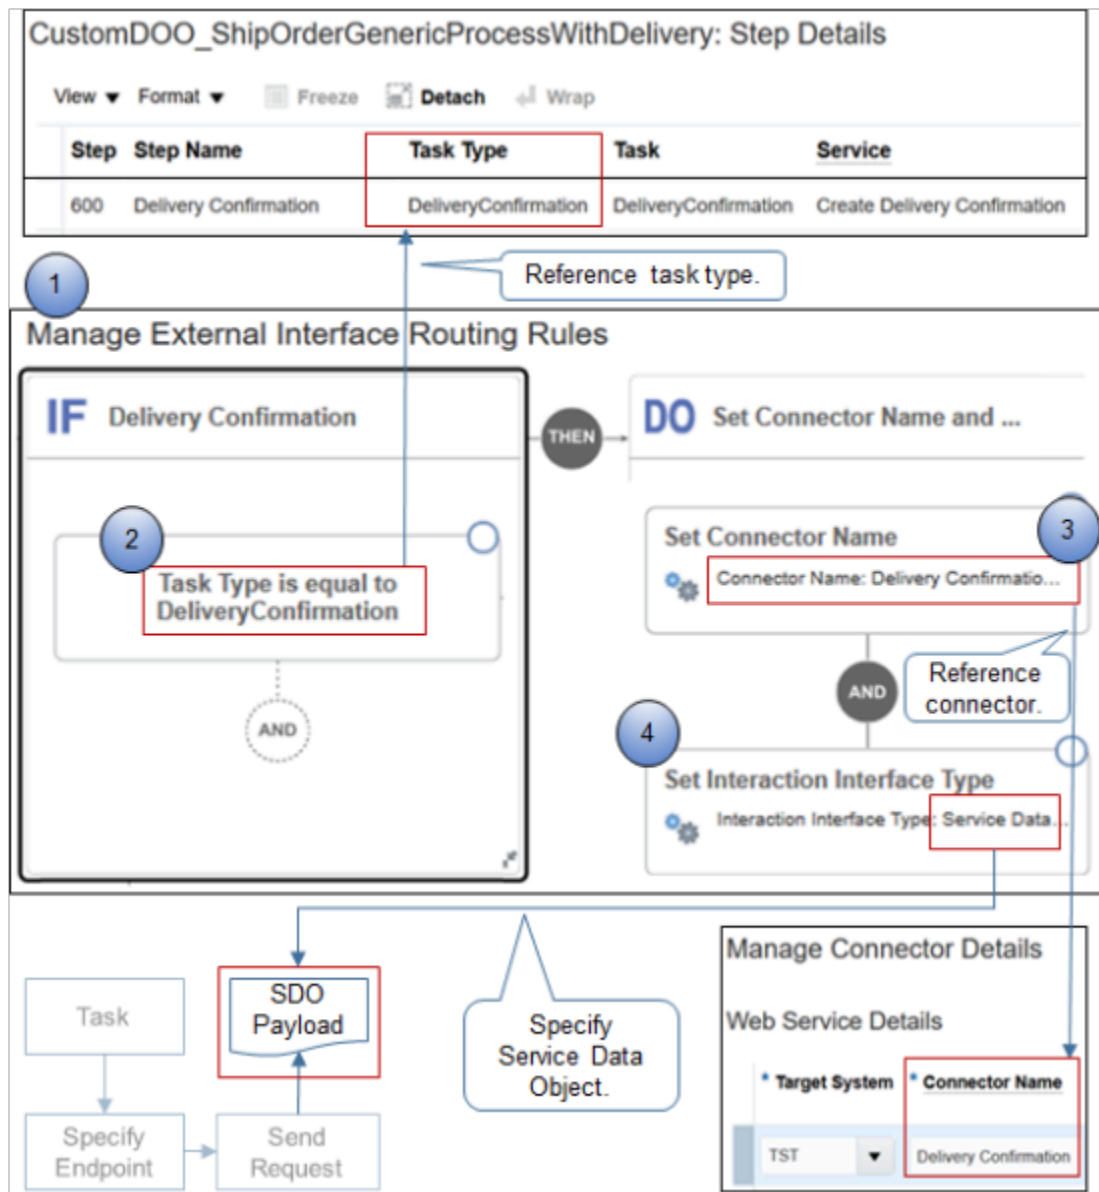 CustomDOO_ShipOrderGenericProcessWithDelivery: Step Details
View Format Freeze Detach Wrap
Step Step Name Task Type Task Service
600 Delivery Confirmation DeliveryConfirmation DeliveryConfirmation Create Delivery Confirmation
1
Reference task type.
Manage External Interface Routing Rules
IF Delivery Confirmation
THEN
DO Set Connector Name and ...
2
Task Type is equal to
DeliveryConfirmation
AND
3
Set Connector Name
Connector Name: Delivery Confirmatio...
Reference
connector.
AND
4
Set Interaction Interface Type
Interaction Interface Type: Service Data...
Task
SDO
Payload
Specify
Endpoint
Send
Request
Specify
Service Data
Object.
Manage Connector Details
Web Service Details
* Target System * Connector Name
TST Delivery Confirmation